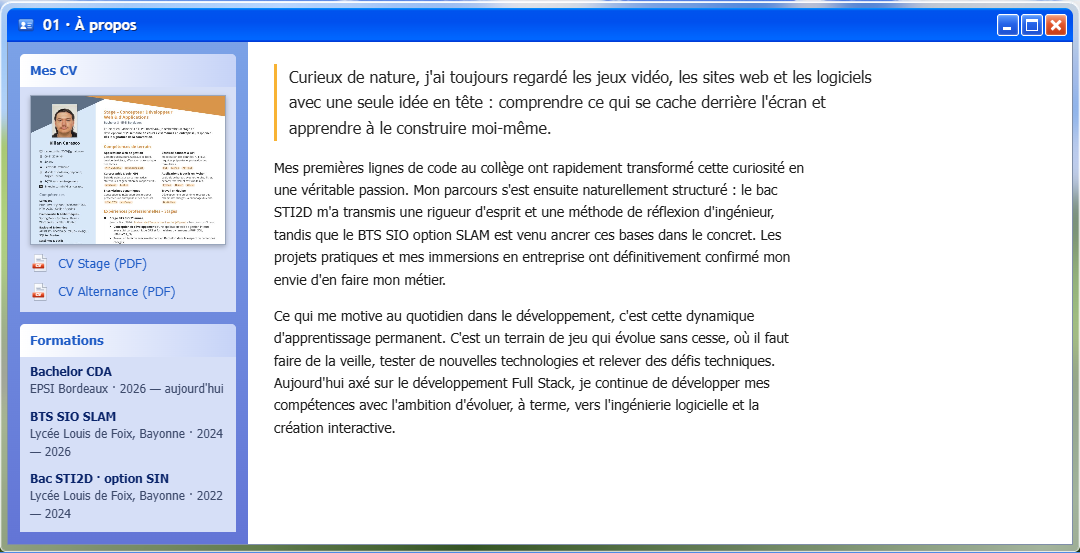 01 · À propos
Mes CV
Kilian Carasco
CV Stage (PDF)
CV Alternance (PDF)
Formations
Bachelor CDA
EPSI Bordeaux · 2026 — aujourd'hui
BTS SIO SLAM
Lycée Louis de Foix, Bayonne · 2024
— 2026
Bac STI2D · option SIN
Lycée Louis de Foix, Bayonne · 2022
— 2024
Curieux de nature, j'ai toujours regardé les jeux vidéo, les sites web et les logiciels
avec une seule idée en tête : comprendre ce qui se cache derrière l'écran et
apprendre à le construire moi-même.
Mes premières lignes de code au collège ont rapidement transformé cette curiosité en
une véritable passion. Mon parcours s'est ensuite naturellement structuré : le bac
STI2D m'a transmis une rigueur d'esprit et une méthode de réflexion d'ingénieur,
tandis que le BTS SIO option SLAM est venu ancrer ces bases dans le concret. Les
projets pratiques et mes immersions en entreprise ont définitivement confirmé mon
envie d'en faire mon métier.
Ce qui me motive au quotidien dans le développement, c'est cette dynamique
d'apprentissage permanent. C'est un terrain de jeu qui évolue sans cesse, où il faut
faire de la veille, tester de nouvelles technologies et relever des défis techniques.
Aujourd'hui axé sur le développement Full Stack, je continue de développer mes
compétences avec l'ambition d'évoluer, à terme, vers l'ingénierie logicielle et la
création interactive.